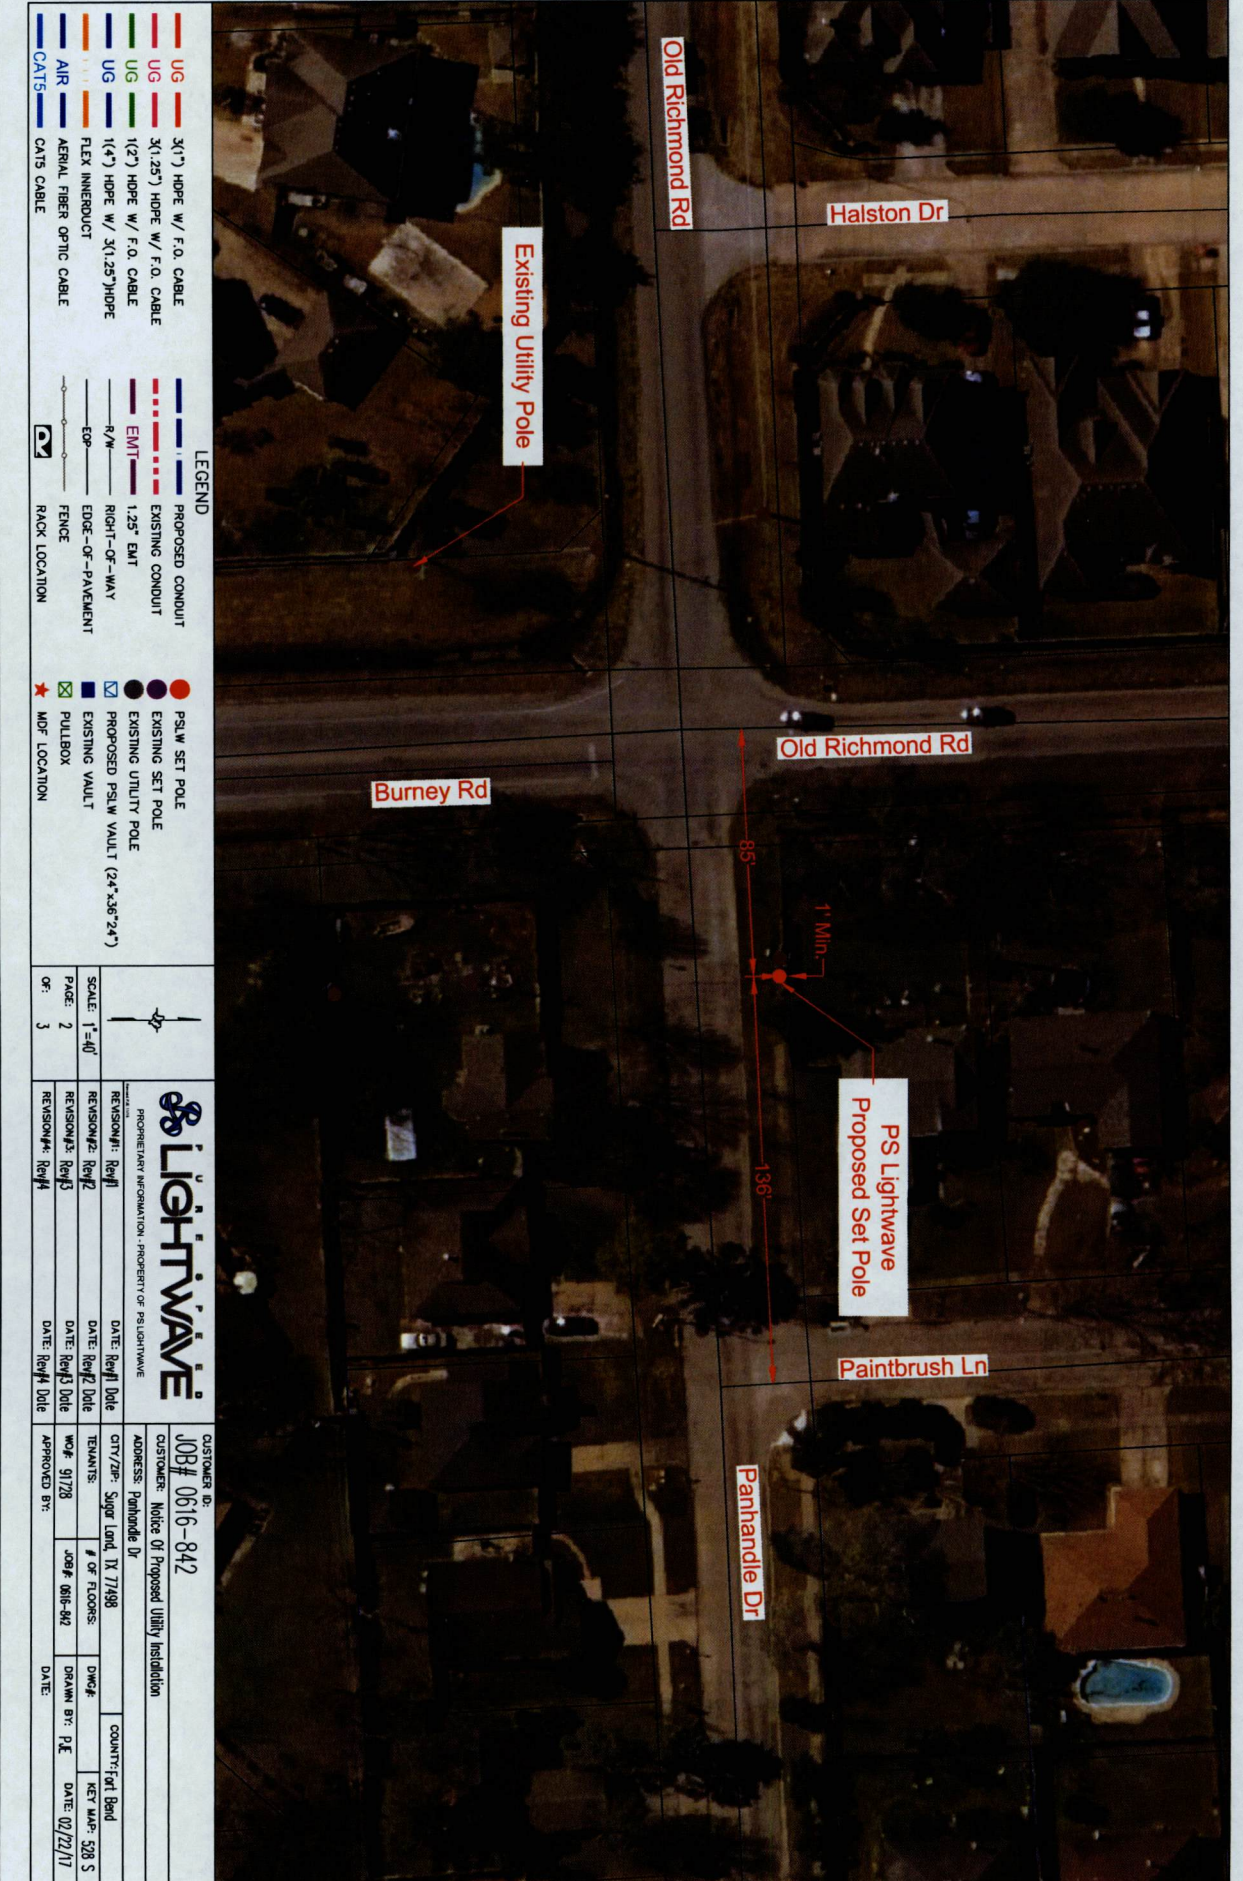 Old Richmond Rd
Halston Dr
Existing Utility Pole
Old Richmond Rd
Burney Rd
85'
1' Min.
136'
PS Lightwave
Proposed Set Pole
Paintbrush Ln
Panhandle Dr
LEGEND
UG 3(1") HDPE W/ F.O. CABLE
UG 3(1.25") HDPE W/ F.O. CABLE
UG 1(2") HDPE W/ F.O. CABLE
UG 1(4") HDPE W/ 3(1.25")HDPE
FLEX INNERDUCT
AIR AERIAL FIBER OPTIC CABLE
CAT5 CAT5 CABLE
PROPOSED CONDUIT
EXISTING CONDUIT
EMT 1.25" EMT
R/W RIGHT-OF-WAY
EOP EDGE-OF-PAVEMENT
FENCE
RACK LOCATION
PSLW SET POLE
EXISTING SET POLE
EXISTING UTILITY POLE
PROPOSED PSLW VAULT (24"x36"24")
EXISTING VAULT
PULLBOX
MDF LOCATION
SCALE: 1"=40'
PAGE: 2
OF: 3
PURESPEED
PS LIGHTWAVE
PROPRIETARY INFORMATION - PROPERTY OF PS LIGHTWAVE
REVISION#1: Rev#1 DATE: Rev#1 Date
REVISION#2: Rev#2 DATE: Rev#2 Date
REVISION#3: Rev#3 DATE: Rev#3 Date
REVISION#4: Rev#4 DATE: Rev#4 Date
CUSTOMER ID:
JOB# 0616-842
CUSTOMER: Notice Of Proposed Utility Installation
ADDRESS: Panhandle Dr
CITY/ZIP: Sugar Land, TX 77498 COUNTY: Fort Bend
TENANTS: # OF FLOORS: DWG#: KEY MAP: 528 S
WO#: 91728 JOB#: 0616-842 DRAWN BY: PJE DATE: 02/22/17
APPROVED BY: DATE: